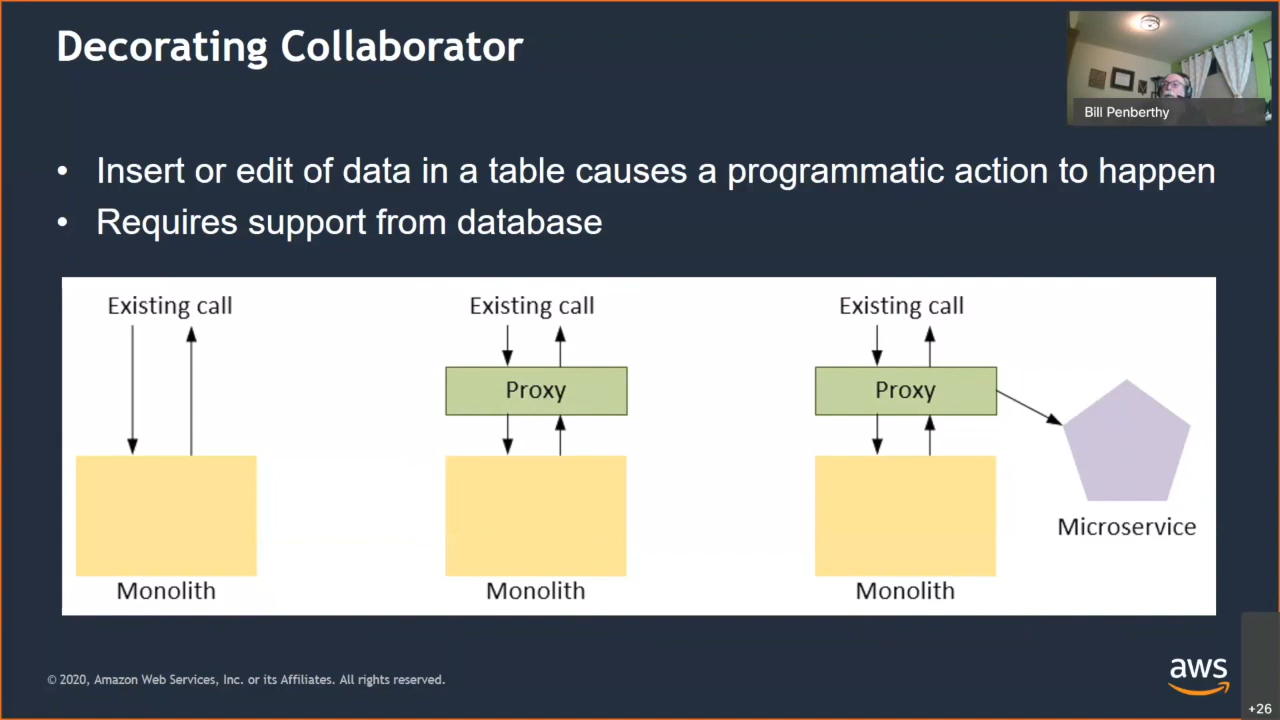 Decorating Collaborator
Bill Penberthy
• Insert or edit of data in a table causes a programmatic action to happen
• Requires support from database
Existing call
Existing call
Existing call
Proxy
Proxy
Microservice
Monolith
Monolith
Monolith
© 2020, Amazon Web Services, Inc. or its Affiliates. All rights reserved.
aws
+26